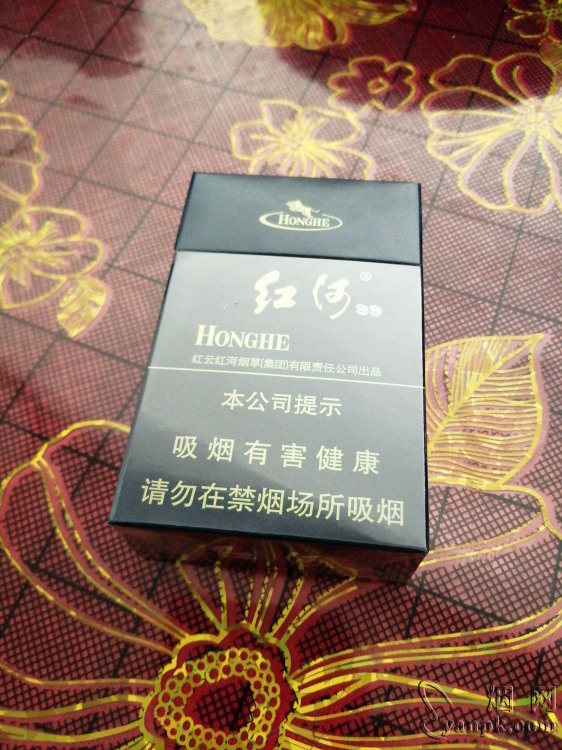 HONGHE
红河®
99
HONGHE
红云红河烟草(集团)有限责任公司出品
本公司提示
吸烟有害健康
请勿在禁烟场所吸烟
烟网
yanpk.com